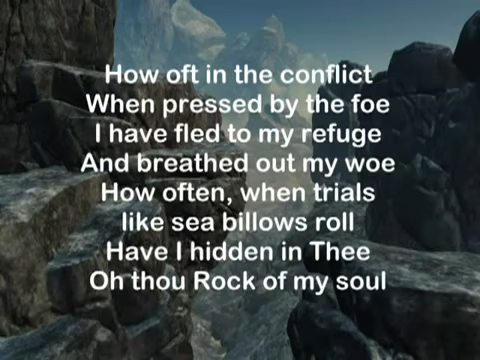 How oft in the conflict
When pressed by the foe
I have fled to my refuge
And breathed out my woe
How often, when trials
like sea billows roll
Have I hidden in Thee
Oh thou Rock of my soul